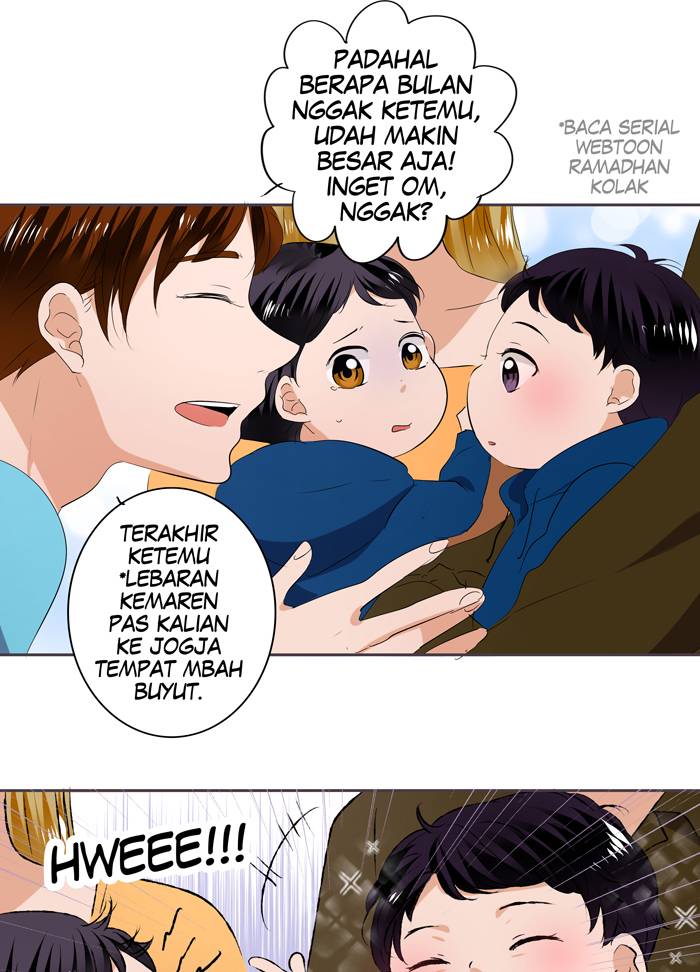 PADAHAL
BERAPA BULAN
NGGAK KETEMU,
UDAH MAKIN
BESAR AJA!
INGET OM,
NGGAK?
*BACA SERIAL
WEBTOON
RAMADHAN
KOLAK
TERAKHIR
KETEMU
*LEBARAN
KEMAREN
PAS KALIAN
KE JOGJA
TEMPAT MBAH
BUYUT.
HWEEE!!!